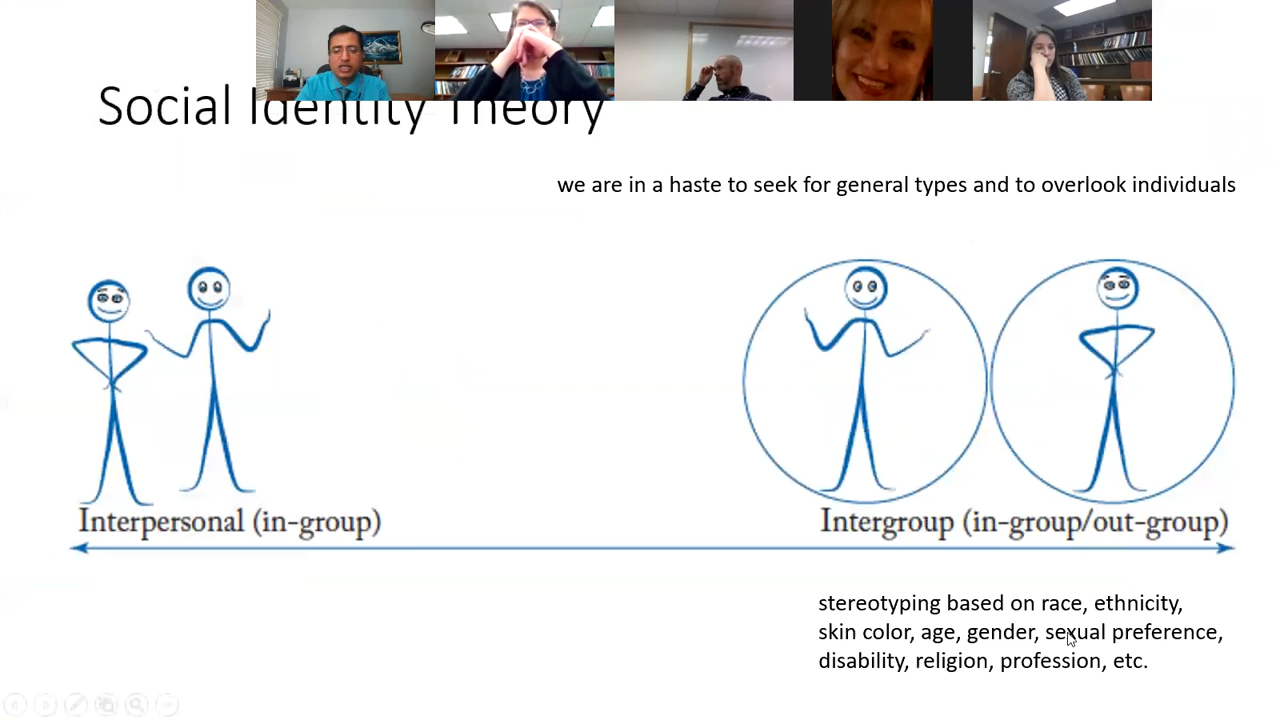 Social Identity Theory
we are in a haste to seek for general types and to overlook individuals
Interpersonal (in-group)
Intergroup (in-group/out-group)
stereotyping based on race, ethnicity,
skin color, age, gender, sexual preference,
disability, religion, profession, etc.